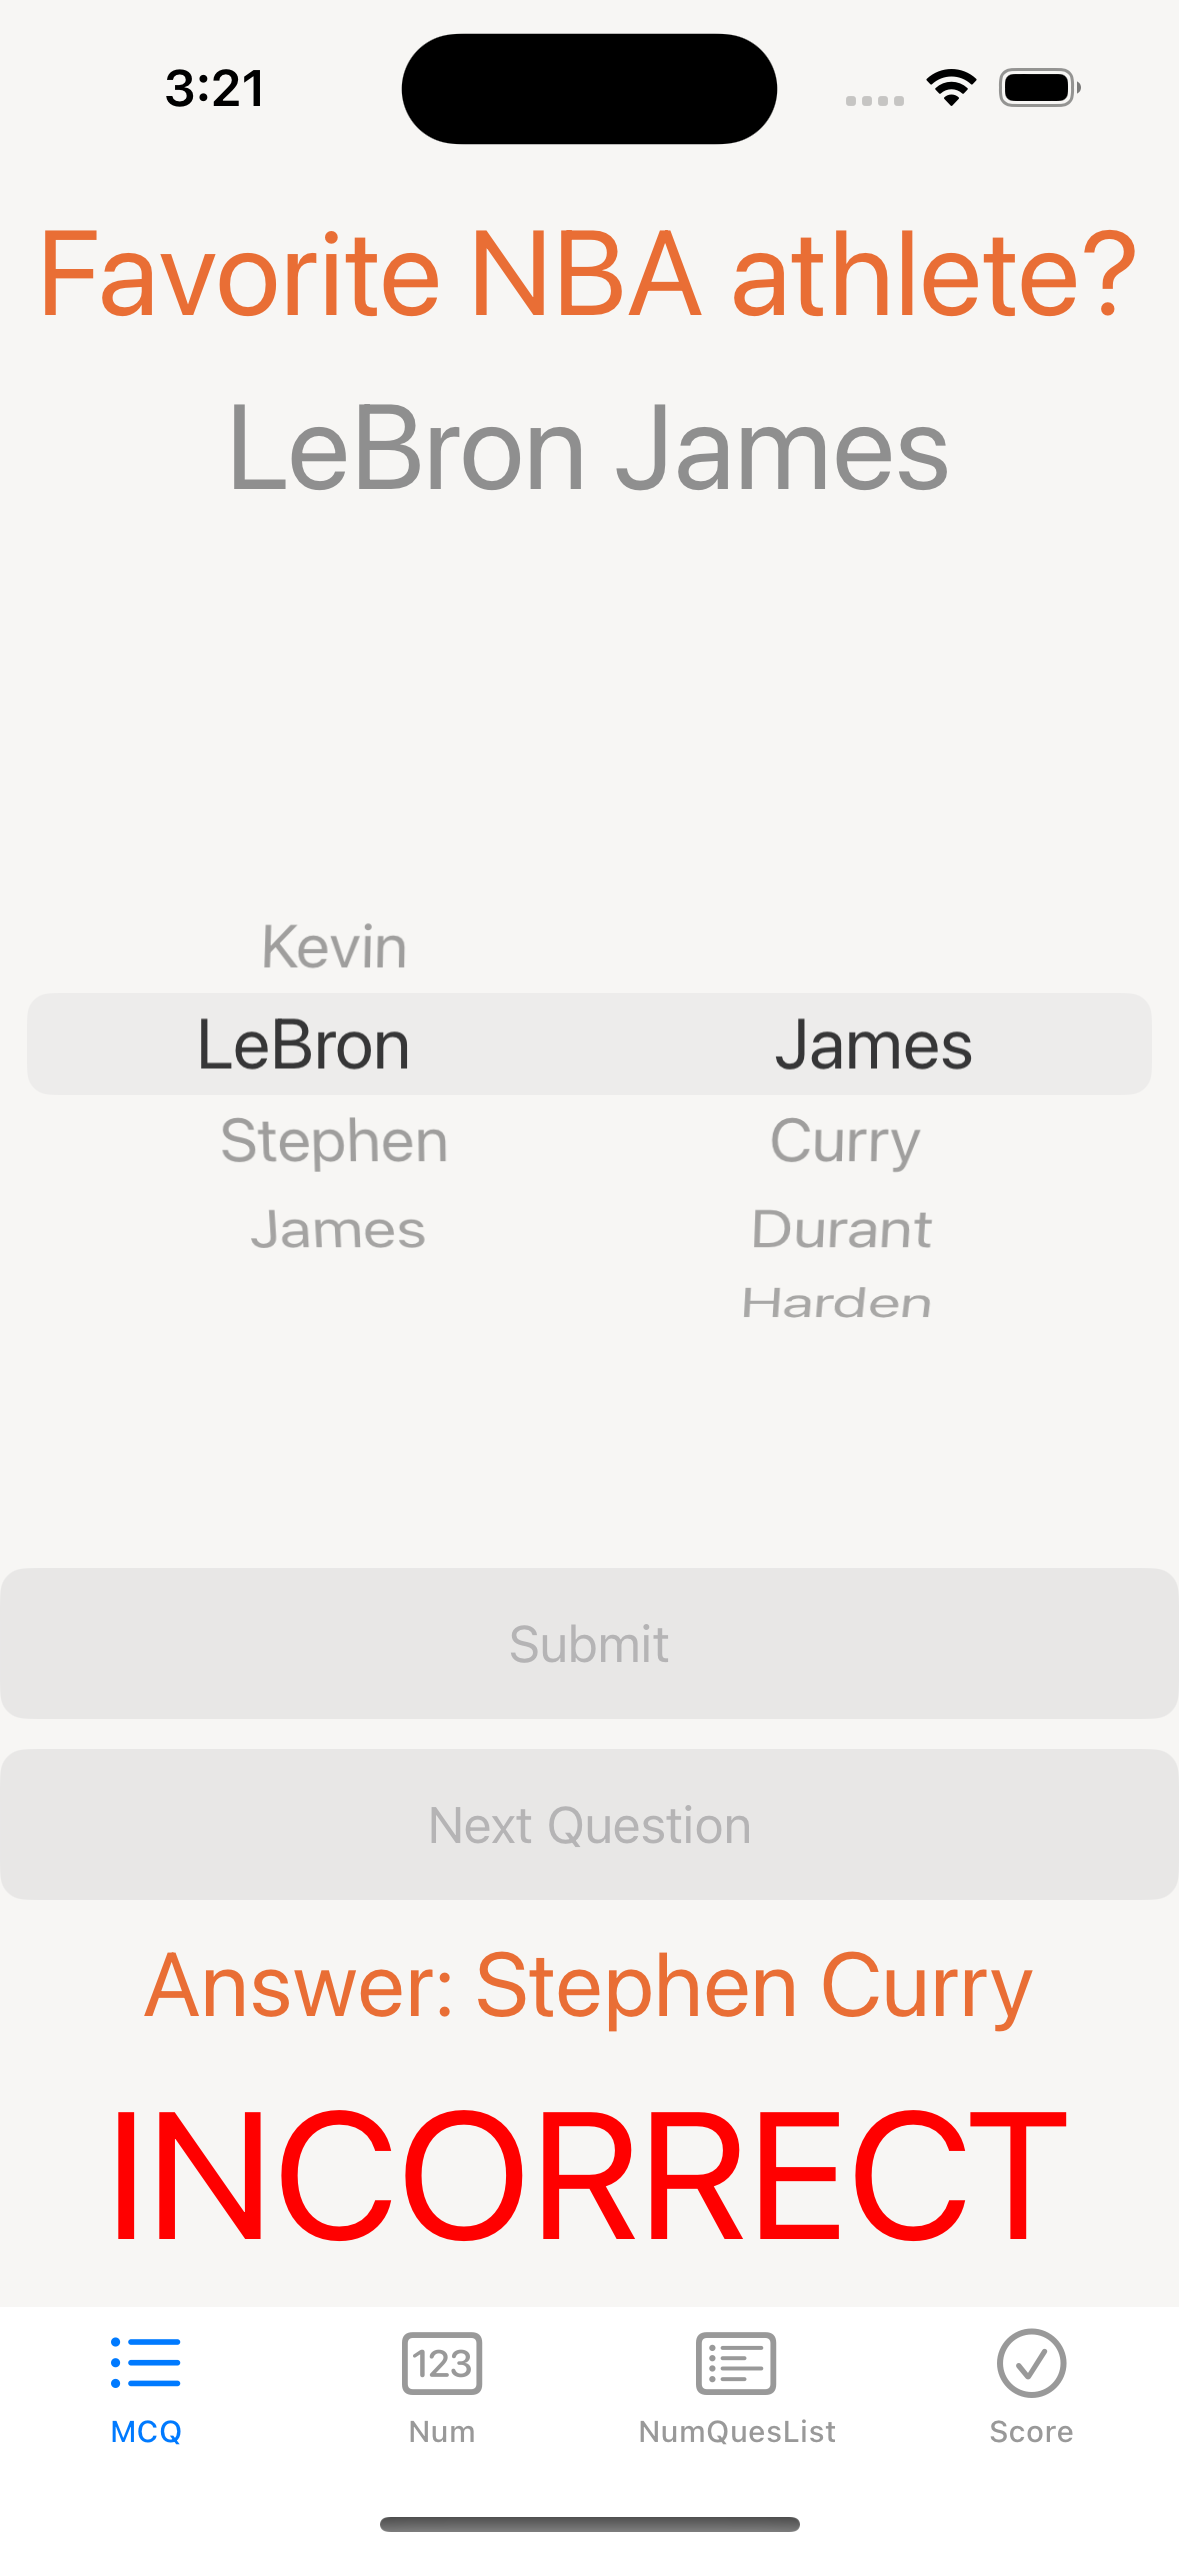 3:21
Favorite NBA athlete?
LeBron James
Kevin
LeBron James
Stephen Curry
James Durant
Harden
Submit
Next Question
Answer: Stephen Curry
INCORRECT
123
MCQ Num NumQuesList Score